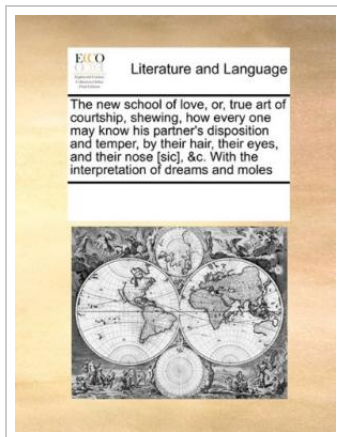 ECCO
Literature and Language
The new school of love, or, true art of
courtship, shewing, how every one
may know his partner's disposition
and temper, by their hair, their eyes,
and their nose [sic], &c. With the
interpretation of dreams and moles